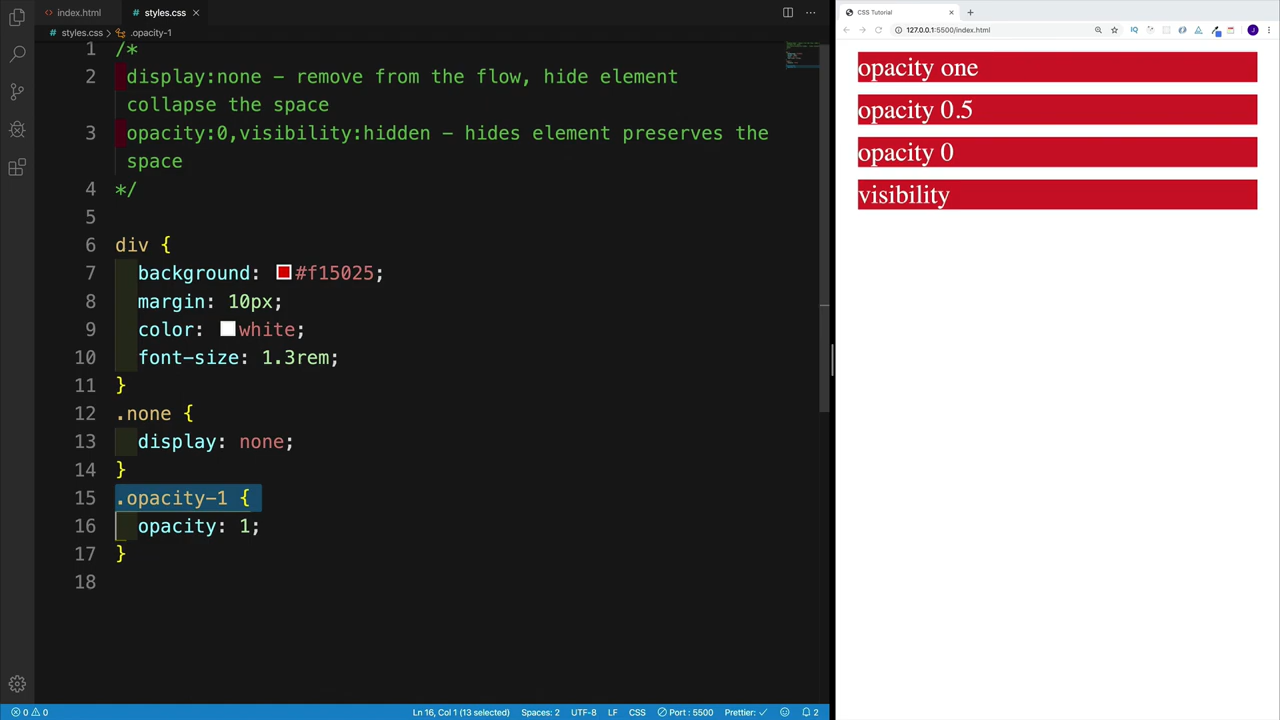 index.html
styles.css
styles.css
.opacity-1
1 /*
2 display:none – remove from the flow, hide element
collapse the space
3 opacity:0,visibility:hidden – hides element preserves the
space
4 */
5
6 div {
7 background: #f15025;
8 margin: 10px;
9 color: white;
10 font-size: 1.3rem;
11 }
12 .none {
13 display: none;
14 }
15 .opacity-1 {
16 opacity: 1;
17 }
18
0 0
Ln 16, Col 1 (13 selected)
Spaces: 2
UTF-8
LF
CSS
Port : 5500
Prettier: ✓
2
CSS Tutorial
127.0.0.1:5500/index.html
IQ
J
opacity one
opacity 0.5
opacity 0
visibility